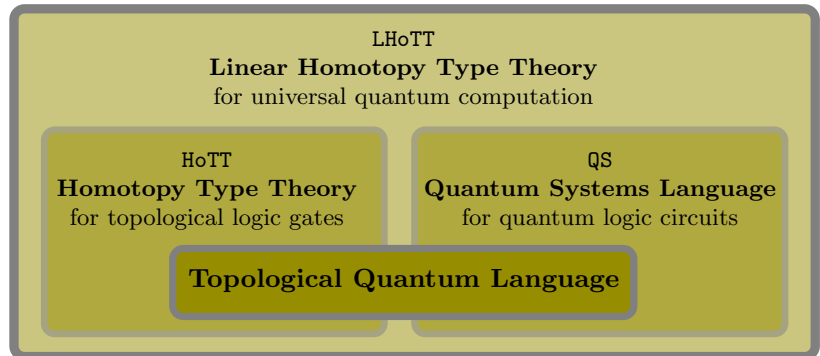 LHoTT
Linear Homotopy Type Theory
for universal quantum computation
HoTT
Homotopy Type Theory
for topological logic gates
QS
Quantum Systems Language
for quantum logic circuits
Topological Quantum Language